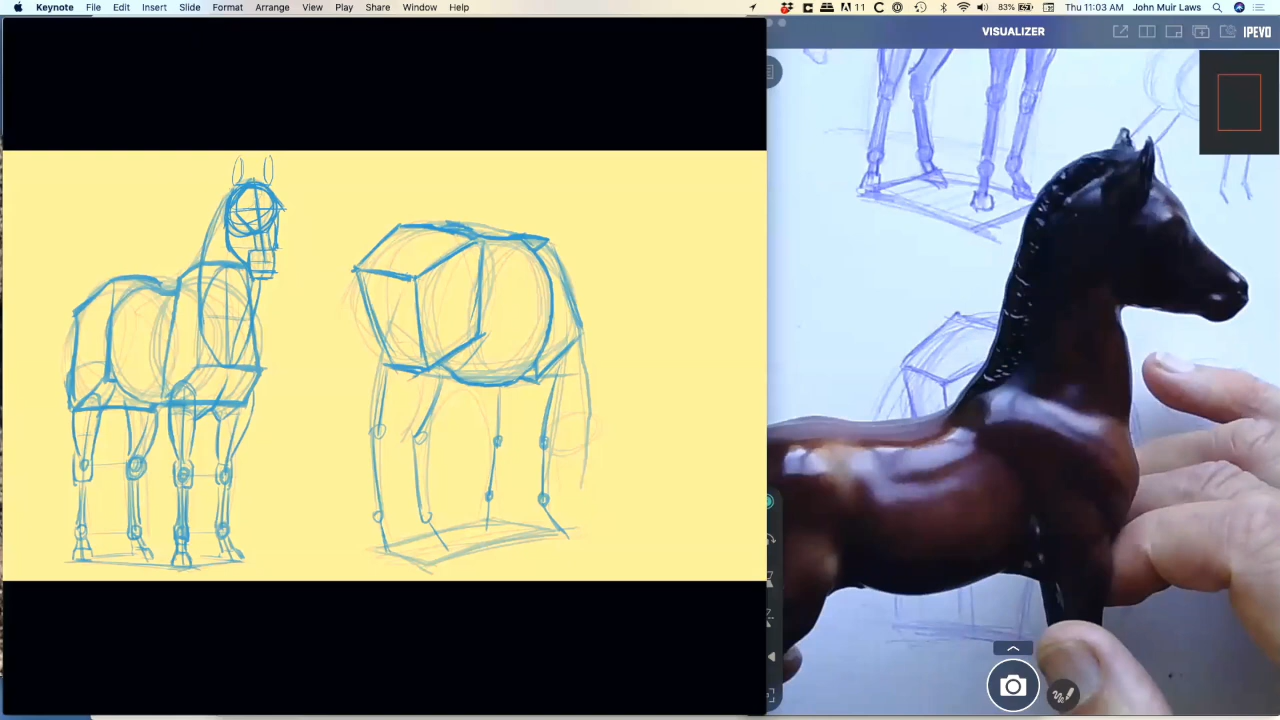 Keynote File Edit Insert Slide Format Arrange View Play Share Window Help 11 83% Thu 11:03 AM John Muir Laws
VISUALIZER IPEVO